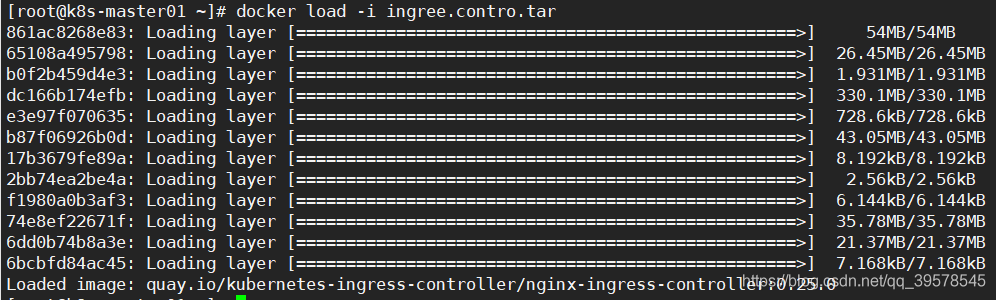 [root@k8s-master01 ~]# docker load -i ingree.contro.tar
861ac8268e83: Loading layer [==================================================>]     54MB/54MB
65108a495798: Loading layer [==================================================>]  26.45MB/26.45MB
b0f2b459d4e3: Loading layer [==================================================>]  1.931MB/1.931MB
dc166b174efb: Loading layer [==================================================>]  330.1MB/330.1MB
e3e97f070635: Loading layer [==================================================>]  728.6kB/728.6kB
b87f06926b0d: Loading layer [==================================================>]  43.05MB/43.05MB
17b3679fe89a: Loading layer [==================================================>]  8.192kB/8.192kB
2bb74ea2be4a: Loading layer [==================================================>]   2.56kB/2.56kB
f1980a0b3af3: Loading layer [==================================================>]  6.144kB/6.144kB
74e8ef22671f: Loading layer [==================================================>]  35.78MB/35.78MB
6dd0b74b8a3e: Loading layer [==================================================>]  21.37MB/21.37MB
6bcbfd84ac45: Loading layer [==================================================>]  7.168kB/7.168kB
Loaded image: quay.io/kubernetes-ingress-controller/nginx-ingress-controller:0.25.0
https://blog.csdn.net/qq_39578545